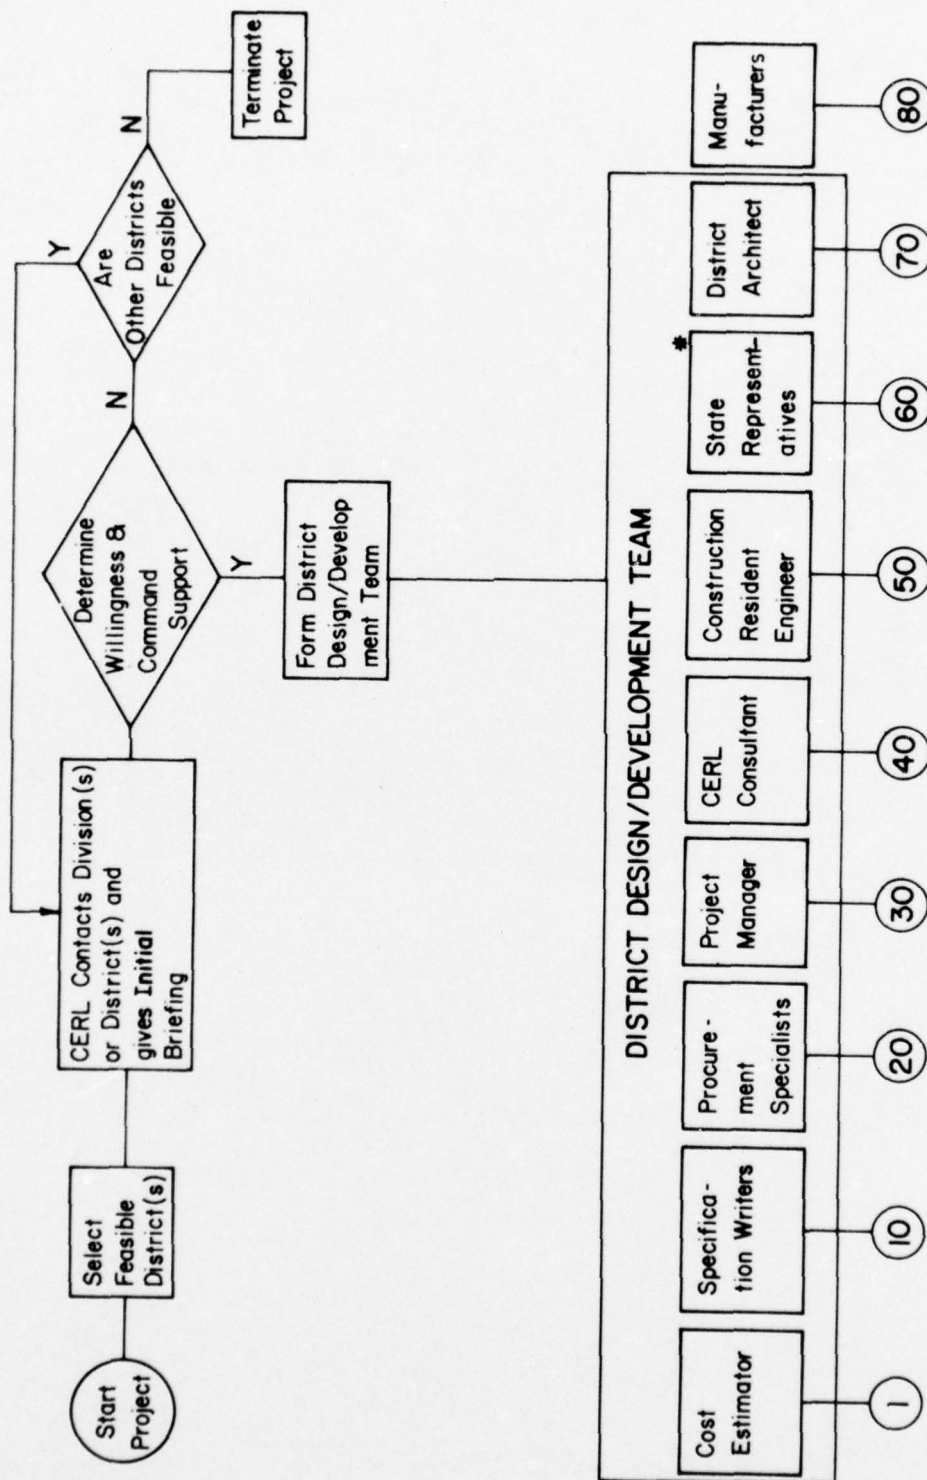 Start
Project
Select
Feasible
District(s)
CERL Contacts Division(s)
or District(s) and
gives Initial
Briefing
Determine
Willingness &
Command
Support
N
Y
Are
Other Districts
Feasible
Y
N
Terminate
Project
Form District
Design/Develop
ment Team
DISTRICT DESIGN/DEVELOPMENT TEAM
Cost
Estimator
Specifica-
tion Writers
Procure-
ment
Specialists
Project
Manager
CERL
Consultant
Construction
Resident
Engineer
*
State
Represent-
atives
District
Architect
Manu-
facturers
1
10
20
30
40
50
60
70
80